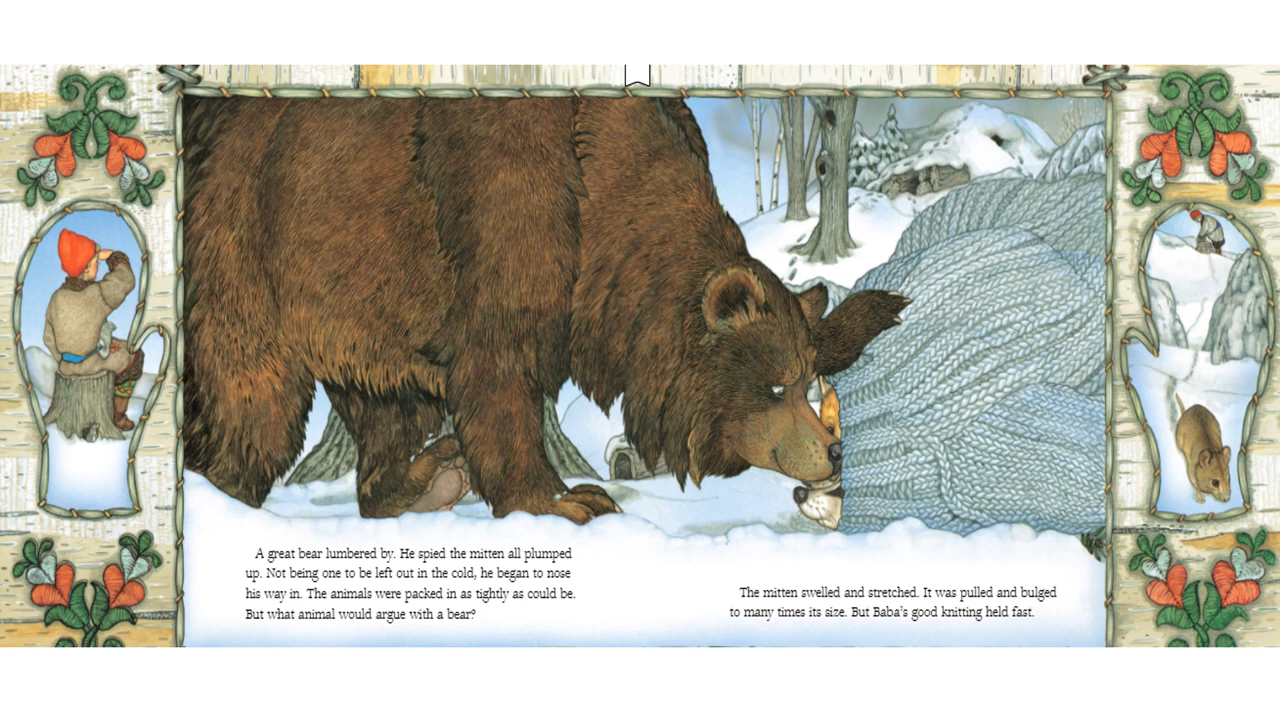 A great bear lumbered by. He spied the mitten all plumped
up. Not being one to be left out in the cold, he began to nose
his way in. The animals were packed in as tightly as could be.
But what animal would argue with a bear?
The mitten swelled and stretched. It was pulled and bulged
to many times its size. But Baba's good knitting held fast.